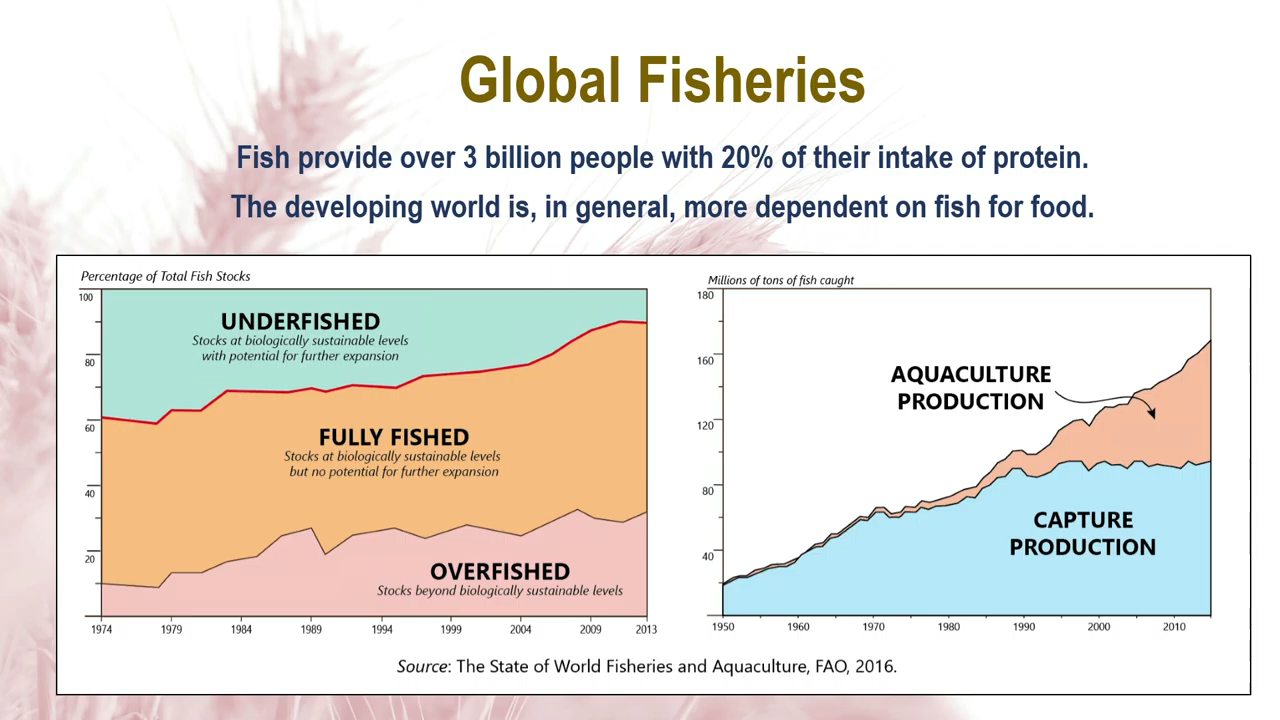 Global Fisheries
Fish provide over 3 billion people with 20% of their intake of protein.
The developing world is, in general, more dependent on fish for food.
Percentage of Total Fish Stocks
100
80
60
40
20
UNDERFISHED
Stocks at biologically sustainable levels
with potential for further expansion
FULLY FISHED
Stocks at biologically sustainable levels
but no potential for further expansion
OVERFISHED
Stocks beyond biologically sustainable levels
1974 1979 1984 1989 1994 1999 2004 2009 2013
Millions of tons of fish caught
180
160
120
80
40
AQUACULTURE
PRODUCTION
CAPTURE
PRODUCTION
1950 1960 1970 1980 1990 2000 2010
Source: The State of World Fisheries and Aquaculture, FAO, 2016.